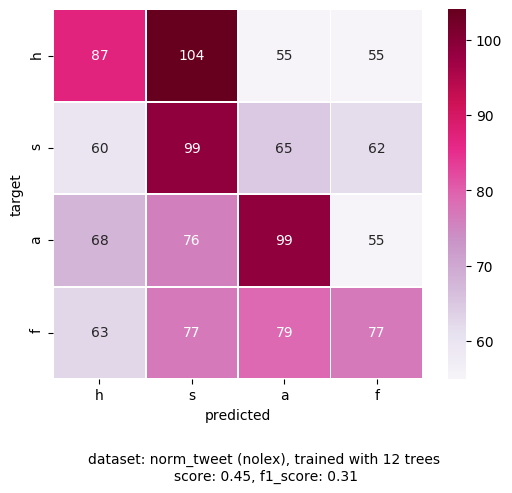 h 87 104 55 55 100
s 60 99 65 62 90
target 80
a 68 76 99 55 70
f 63 77 79 77 60
h s a f
predicted
dataset: norm_tweet (nolex), trained with 12 trees
score: 0.45, f1_score: 0.31